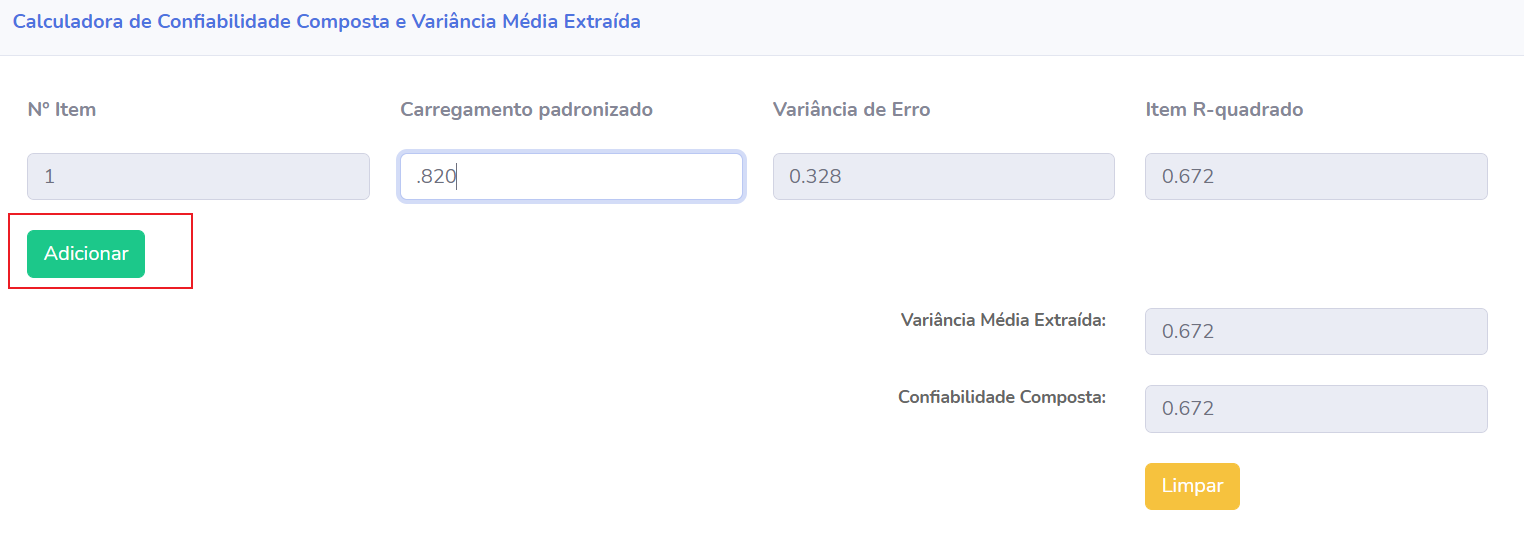 Calculadora de Confiabilidade Composta e Variância Média Extraída
Nº Item Carregamento padronizado Variância de Erro Item R-quadrado
1 .820 0.328 0.672
Adicionar
Variância Média Extraída: 0.672
Confiabilidade Composta: 0.672
Limpar